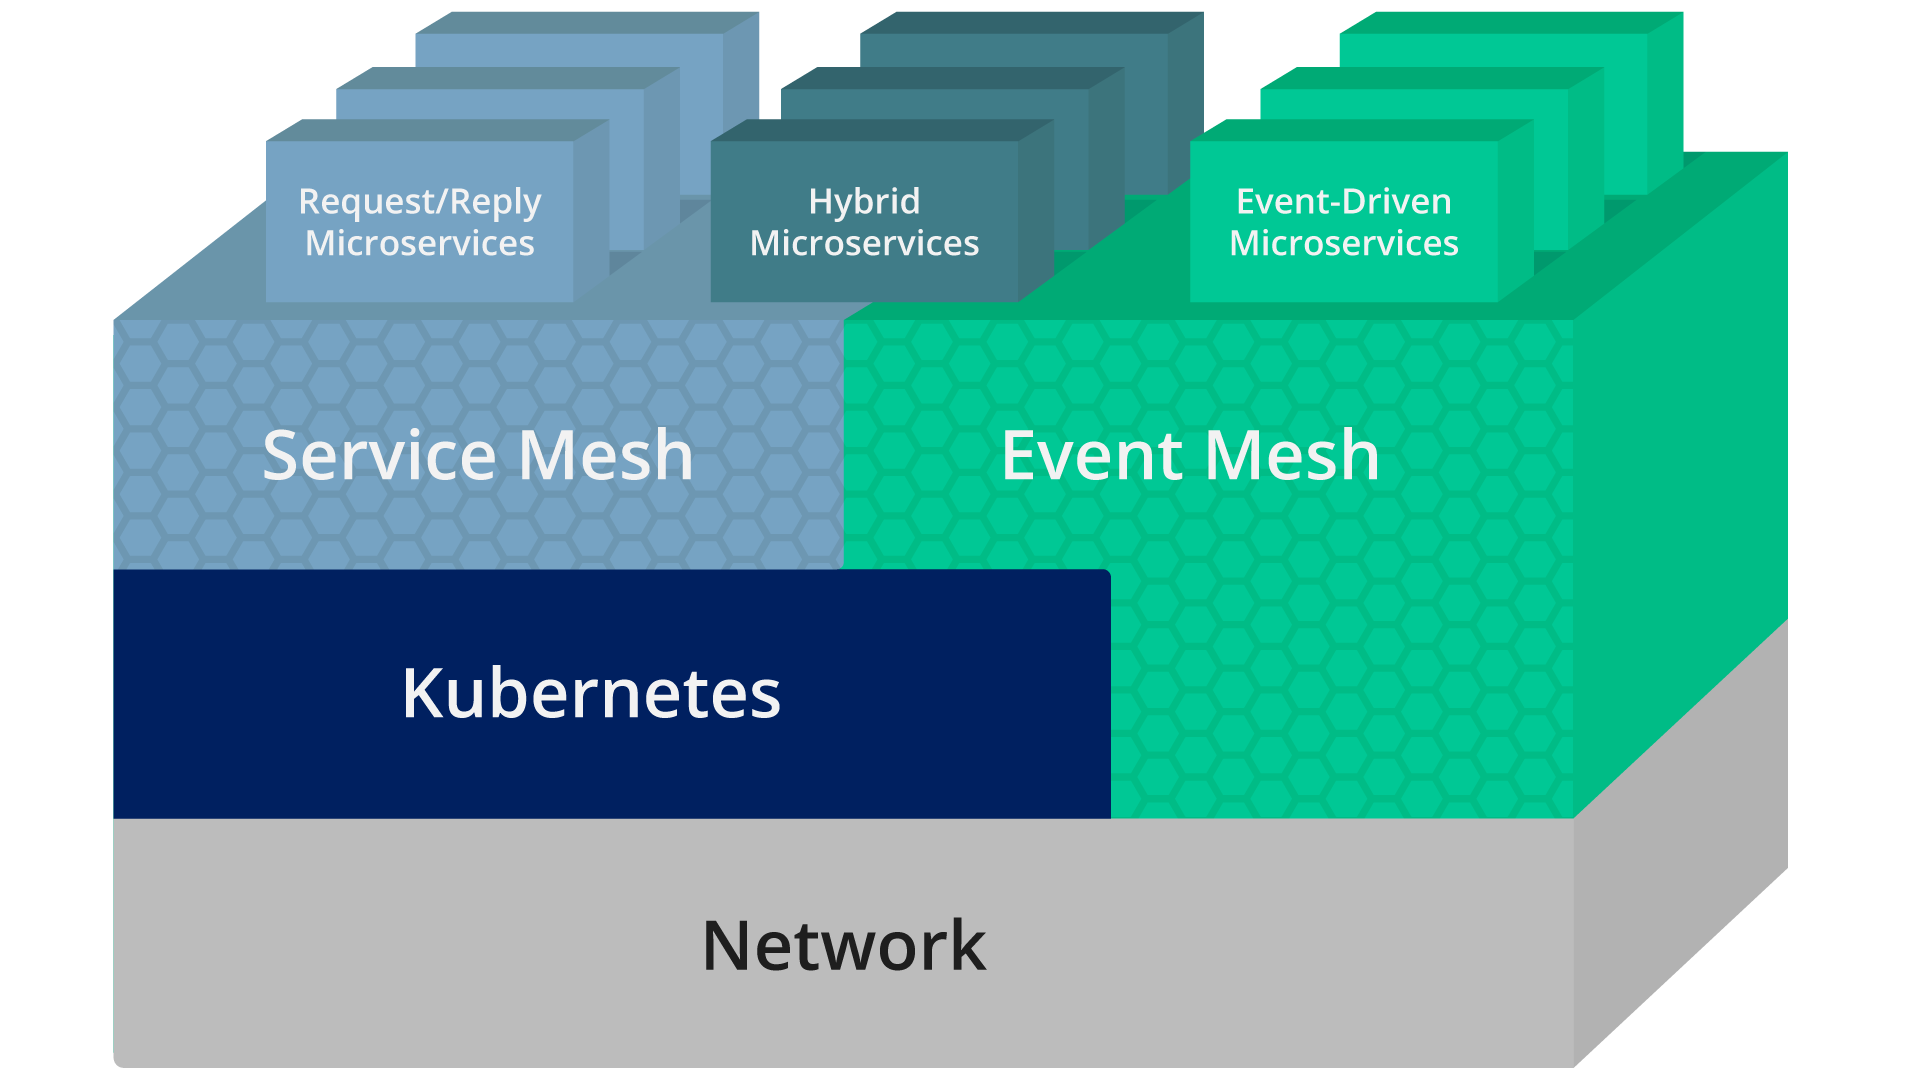 Request/Reply
Microservices
Hybrid
Microservices
Event-Driven
Microservices
Service Mesh
Event Mesh
Kubernetes
Network